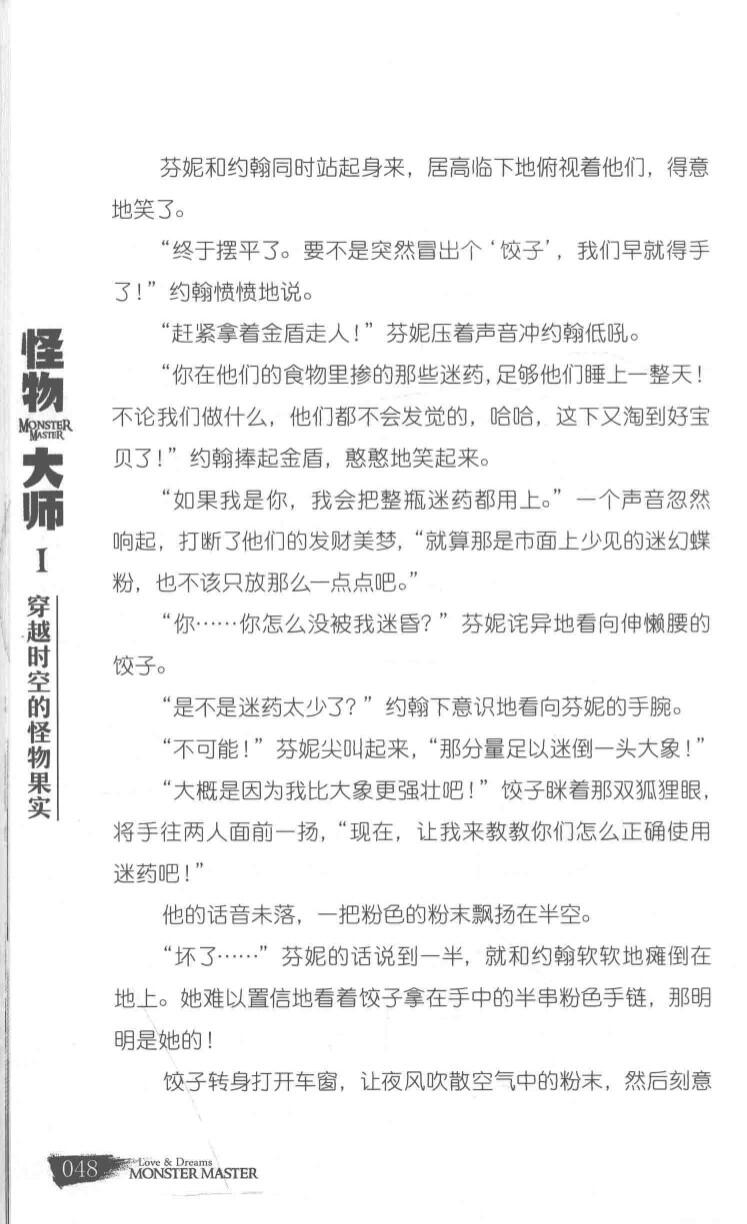 芬妮和约翰同时站起身来，居高临下地俯视着他们，得意
地笑了。
“终于摆平了。要不是突然冒出个‘饺子’，我们早就得手
了！”约翰愤愤地说。
“赶紧拿着金盾走人！”芬妮压着声音冲约翰低吼。
“你在他们的食物里掺的那些迷药，足够他们睡上一整天！
不论我们做什么，他们都不会发觉的，哈哈，这下又淘到好宝
贝了！”约翰捧起金盾，憨憨地笑起来。
“如果我是你，我会把整瓶迷药都用上。”一个声音忽然
响起，打断了他们的发财美梦，“就算那是市面上少见的迷幻蝶
粉，也不该只放那么一点点吧。”
“你……你怎么没被我迷昏？”芬妮诧异地看向伸懒腰的
饺子。
“是不是迷药太少了？”约翰下意识地看向芬妮的手腕。
“不可能！”芬妮尖叫起来，“那分量足以迷倒一头大象！”
“大概是因为我比大象更强壮吧！”饺子眯着那双狐狸眼，
将手往两人面前一扬，“现在，让我来教教你们怎么正确使用
迷药吧！”
他的话音未落，一把粉色的粉末飘扬在半空。
“坏了……”芬妮的话说到一半，就和约翰软软地瘫倒在
地上。她难以置信地看着饺子拿在手中的半串粉色手链，那明
明是她的！
饺子转身打开车窗，让夜风吹散空气中的粉末，然后刻意
怪物
MONSTER
MASTER
大师
I
穿越时空的怪物果实
048
Love & Dreams
MONSTER MASTER